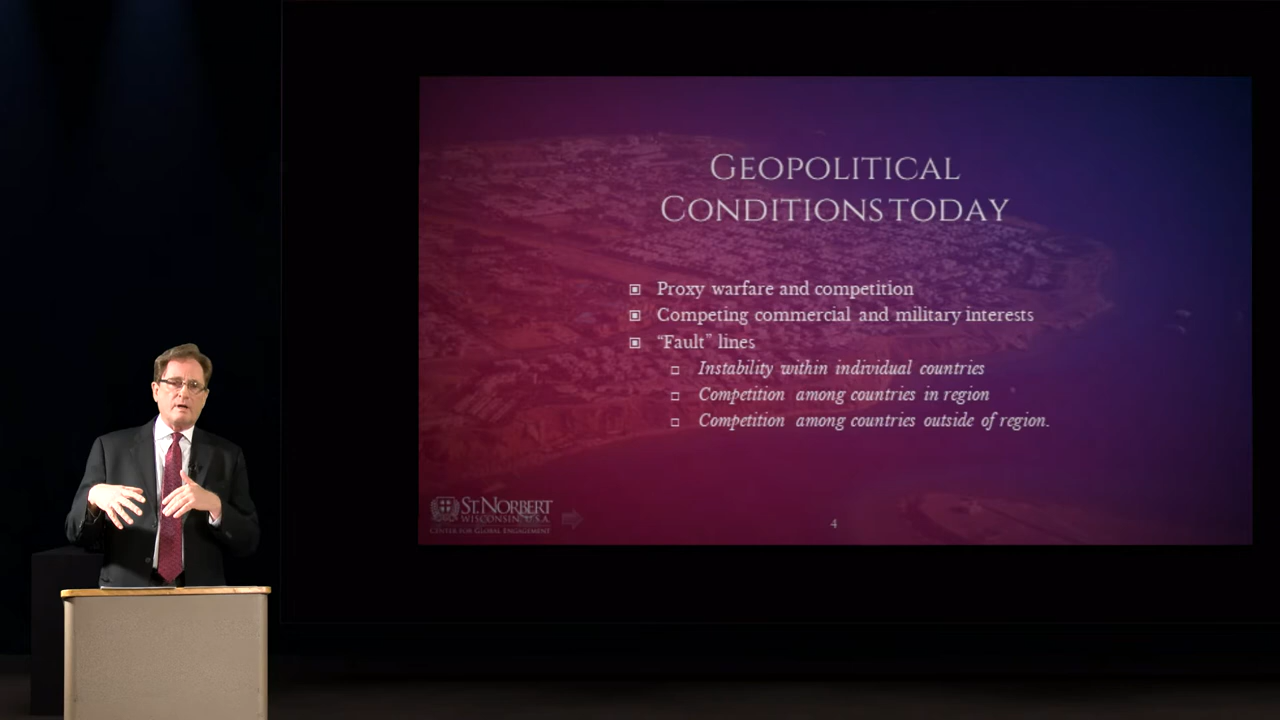 GEOPOLITICAL
CONDITIONS TODAY
Proxy warfare and competition
Competing commercial and military interests
“Fault” lines
Instability within individual countries
Competition among countries in region
Competition among countries outside of region.
ST. NORBERT
WISCONSIN, U.S.A.
CENTER FOR GLOBAL ENGAGEMENT
4